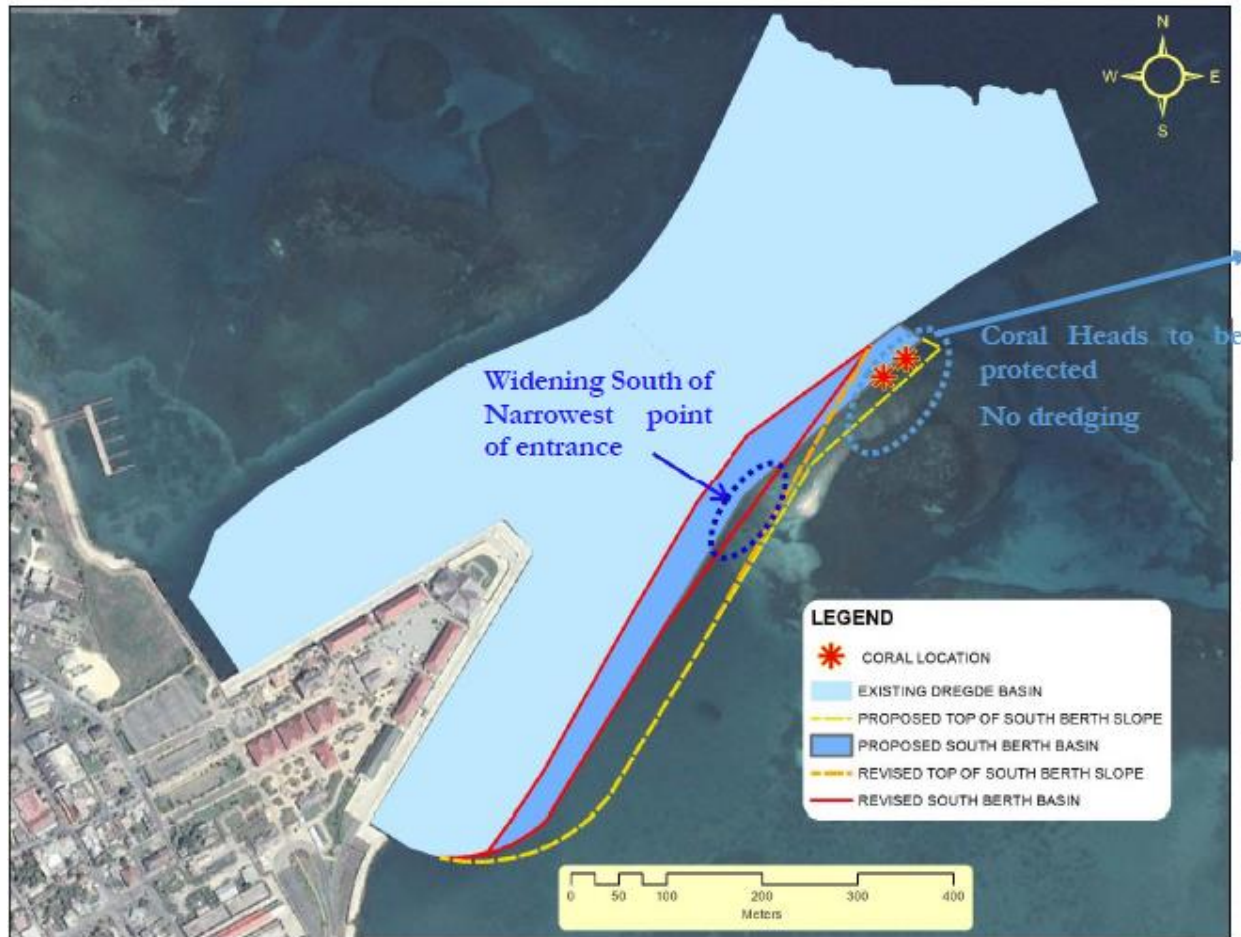 N
W E
S
Coral Heads to be
protected
No dredging
Widening South of
Narrowest point
of entrance
LEGEND
CORAL LOCATION
EXISTING DREGDE BASIN
PROPOSED TOP OF SOUTH BERTH SLOPE
PROPOSED SOUTH BERTH BASIN
REVISED TOP OF SOUTH BERTH SLOPE
REVISED SOUTH BERTH BASIN
0 50 100 200 300 400
Meters